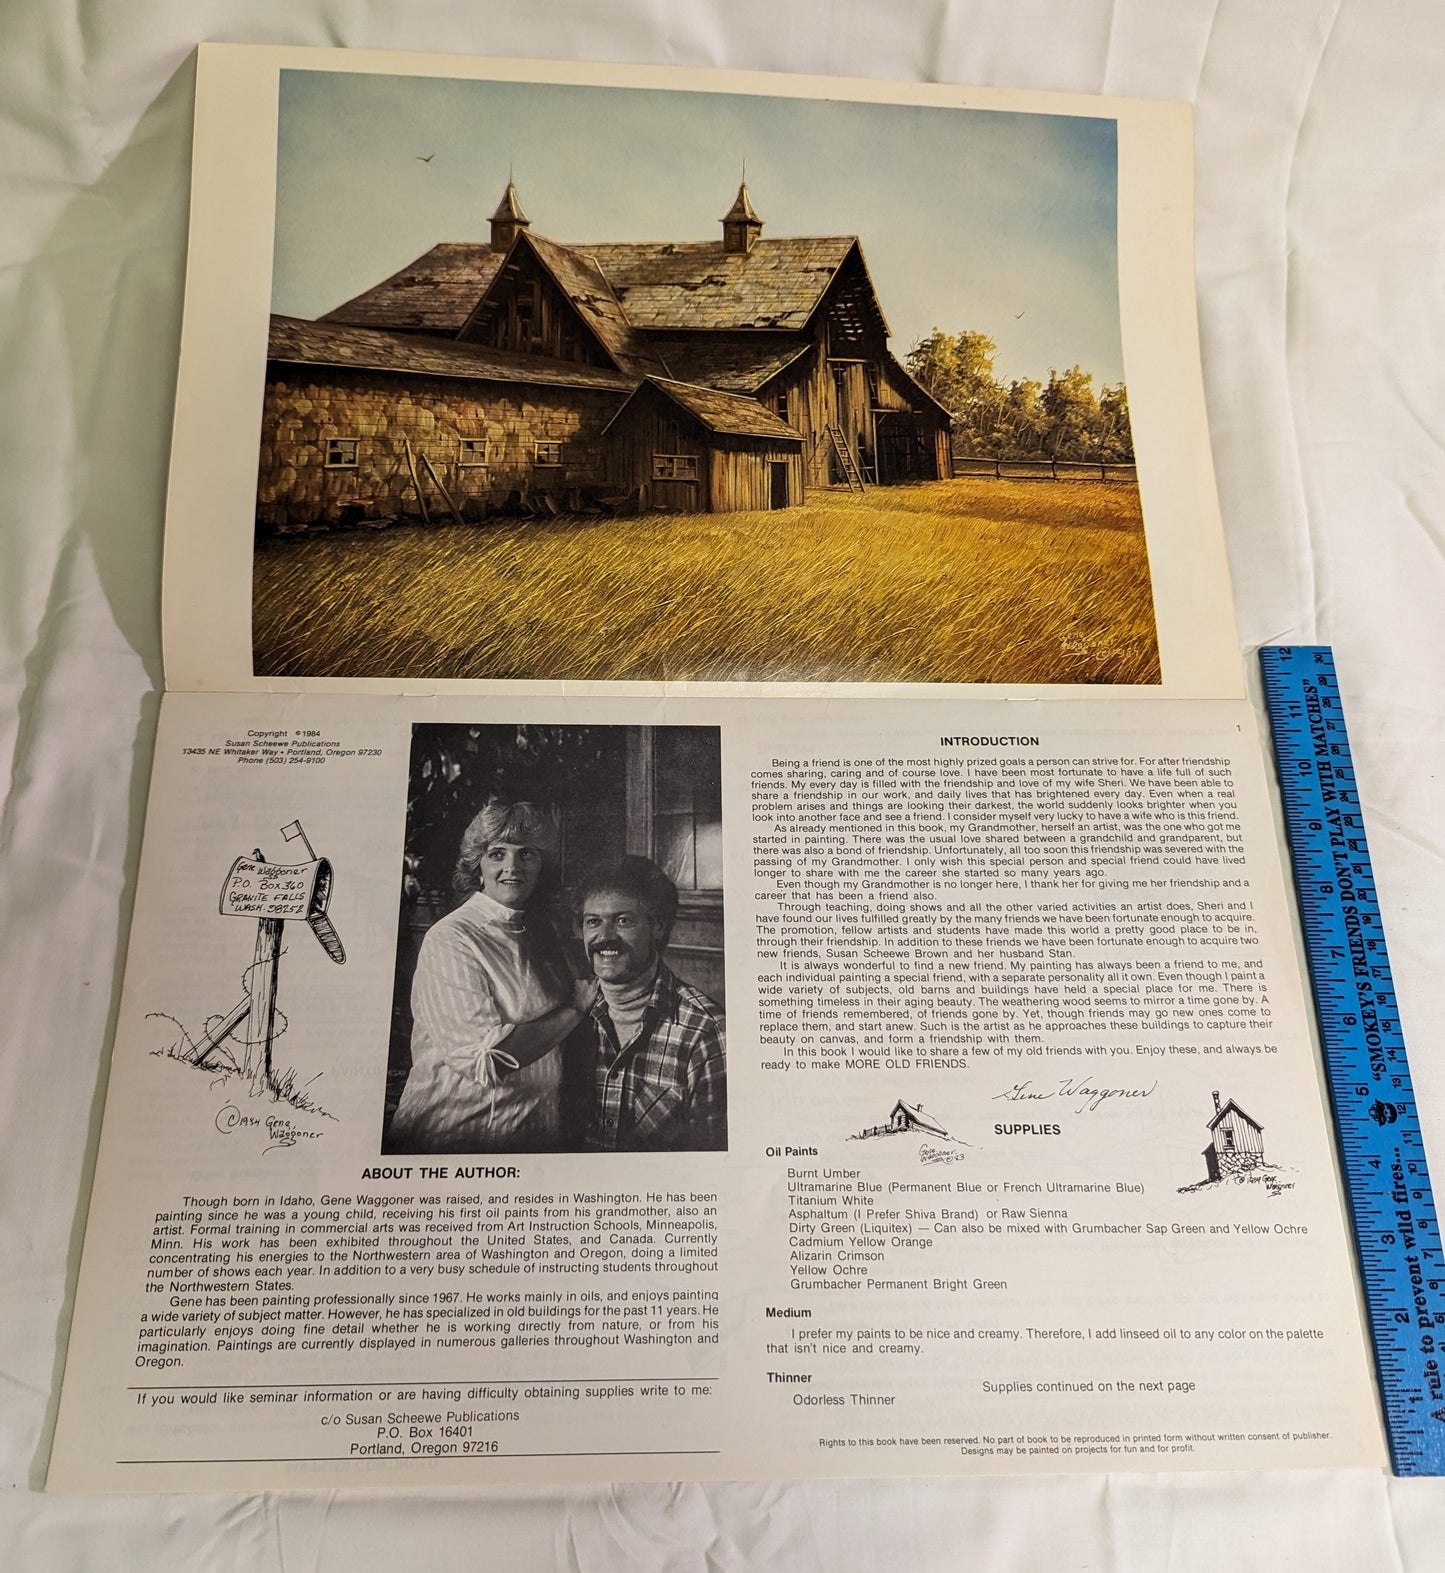 Gene
Waggoner
©1984
Copyright ©1984
Susan Scheewe Publications
13435 NE Whitaker Way • Portland, Oregon 97230
Phone (503) 254-9100
Gene Waggoner
P.O. Box 360
GRANITE FALLS
WASH. 98252
©1984 Gene
Waggoner
ABOUT THE AUTHOR:
Though born in Idaho, Gene Waggoner was raised, and resides in Washington. He has been
painting since he was a young child, receiving his first oil paints from his grandmother, also an
artist. Formal training in commercial arts was received from Art Instruction Schools, Minneapolis,
Minn. His work has been exhibited throughout the United States, and Canada. Currently
concentrating his energies to the Northwestern area of Washington and Oregon, doing a limited
number of shows each year. In addition to a very busy schedule of instructing students throughout
the Northwestern States.
Gene has been painting professionally since 1967. He works mainly in oils, and enjoys painting
a wide variety of subject matter. However, he has specialized in old buildings for the past 11 years. He
particularly enjoys doing fine detail whether he is working directly from nature, or from his
imagination. Paintings are currently displayed in numerous galleries throughout Washington and
Oregon.
If you would like seminar information or are having difficulty obtaining supplies write to me:
c/o Susan Scheewe Publications
P.O. Box 16401
Portland, Oregon 97216
1
INTRODUCTION
Being a friend is one of the most highly prized goals a person can strive for. For after friendship
comes sharing, caring and of course love. I have been most fortunate to have a life full of such
friends. My every day is filled with the friendship and love of my wife Sheri. We have been able to
share a friendship in our work, and daily lives that has brightened every day. Even when a real
problem arises and things are looking their darkest, the world suddenly looks brighter when you
look into another face and see a friend. I consider myself very lucky to have a wife who is this friend.
As already mentioned in this book, my Grandmother, herself an artist, was the one who got me
started in painting. There was the usual love shared between a grandchild and grandparent, but
there was also a bond of friendship. Unfortunately, all too soon this friendship was severed with the
passing of my Grandmother. I only wish this special person and special friend could have lived
longer to share with me the career she started so many years ago.
Even though my Grandmother is no longer here, I thank her for giving me her friendship and a
career that has been a friend also.
Through teaching, doing shows and all the other varied activities an artist does, Sheri and I
have found our lives fulfilled greatly by the many friends we have been fortunate enough to acquire.
The promotion, fellow artists and students have made this world a pretty good place to be in,
through their friendship. In addition to these friends we have been fortunate enough to acquire two
new friends, Susan Scheewe Brown and her husband Stan.
It is always wonderful to find a new friend. My painting has always been a friend to me, and
each individual painting a special friend, with a separate personality all it own. Even though I paint a
wide variety of subjects, old barns and buildings have held a special place for me. There is
something timeless in their aging beauty. The weathering wood seems to mirror a time gone by. A
time of friends remembered, of friends gone by. Yet, though friends may go new ones come to
replace them, and start anew. Such is the artist as he approaches these buildings to capture their
beauty on canvas, and form a friendship with them.
In this book I would like to share a few of my old friends with you. Enjoy these, and always be
ready to make MORE OLD FRIENDS.
Gene Waggoner
SUPPLIES
Gene
Waggoner
©83
©1984 Gene
Waggoner
Oil Paints
Burnt Umber
Ultramarine Blue (Permanent Blue or French Ultramarine Blue)
Titanium White
Asphaltum (I Prefer Shiva Brand) or Raw Sienna
Dirty Green (Liquitex) — Can also be mixed with Grumbacher Sap Green and Yellow Ochre
Cadmium Yellow Orange
Alizarin Crimson
Yellow Ochre
Grumbacher Permanent Bright Green
Medium
I prefer my paints to be nice and creamy. Therefore, I add linseed oil to any color on the palette
that isn't nice and creamy.
Thinner
Odorless Thinner
Supplies continued on the next page
Rights to this book have been reserved. No part of book to be reproduced in printed form without written consent of publisher.
Designs may be painted on projects for fun and for profit.
A rule to prevent wild fires... "SMOKEY'S FRIENDS DON'T PLAY WITH MATCHES"
1 2 3 4 5 6 7 8 9 10 11 12